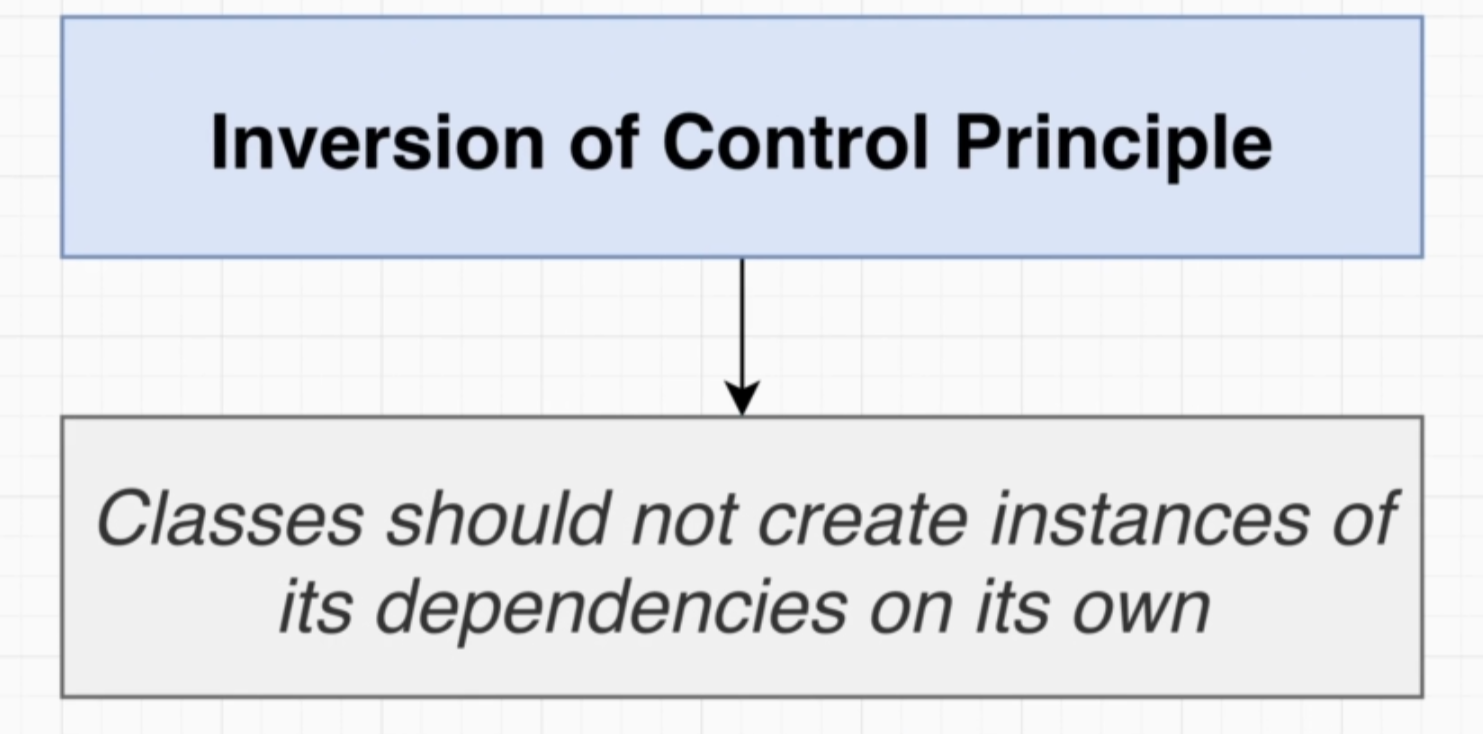 Inversion of Control Principle
Classes should not create instances of
its dependencies on its own